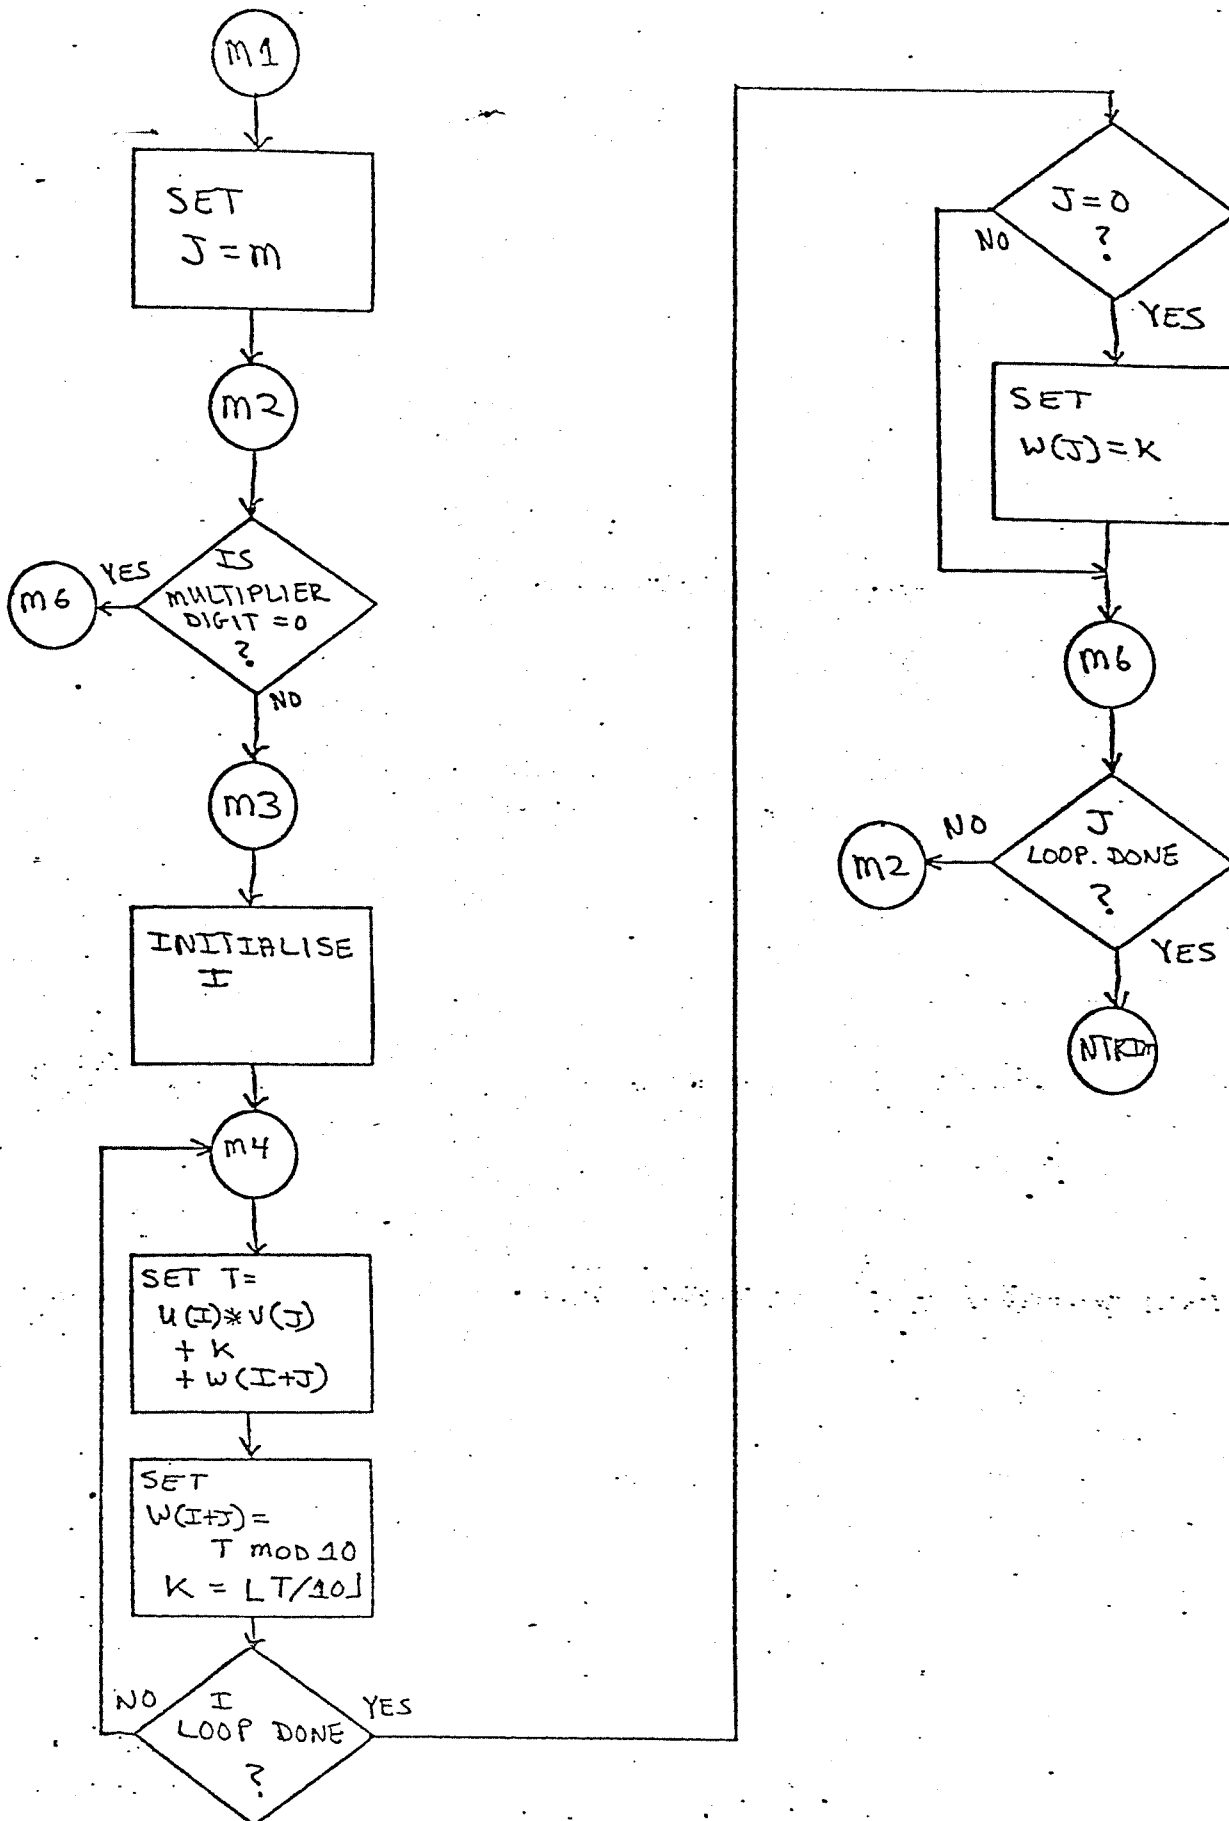 m1
SET
J = m
m2
IS
MULTIPLIER
DIGIT = 0
?
YES
m6
NO
m3
INITIALISE
I
m4
SET T=
U(I)*V(J)
+ K
+ W(I+J)
SET
W(I+J)=
T MOD 10
K = ⌊T/10⌋
I
LOOP DONE
?
NO
YES
J=0
?
NO
YES
SET
W(J)=K
m6
J
LOOP. DONE
?
NO
m2
YES